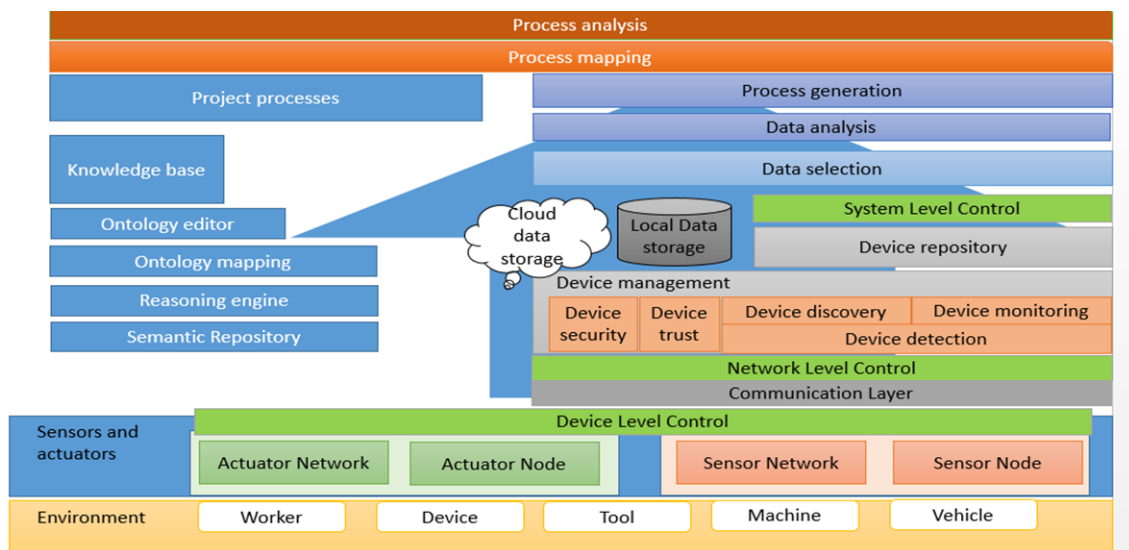 Process analysis
Process mapping
Project processes
Process generation
Data analysis
Knowledge base
Data selection
Ontology editor
Cloud
data
storage
Local Data
storage
System Level Control
Device repository
Ontology mapping
Device management
Reasoning engine
Device
security
Device
trust
Device discovery
Device monitoring
Semantic Repository
Device detection
Network Level Control
Communication Layer
Device Level Control
Sensors and
actuators
Actuator Network
Actuator Node
Sensor Network
Sensor Node
Environment
Worker
Device
Tool
Machine
Vehicle